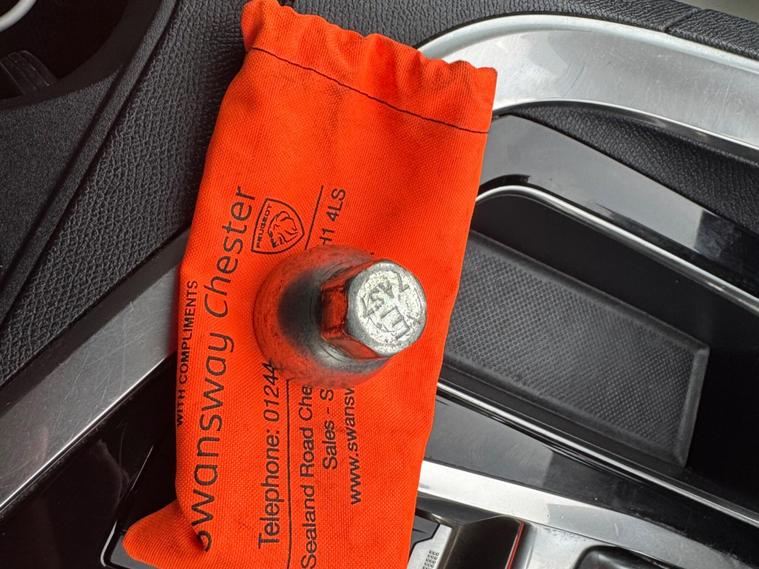 WITH COMPLIMENTS
Swansway Chester
PEUGEOT
Telephone: 01244
Sealand Road Che
H1 4LS
Sales - S
www.swansw